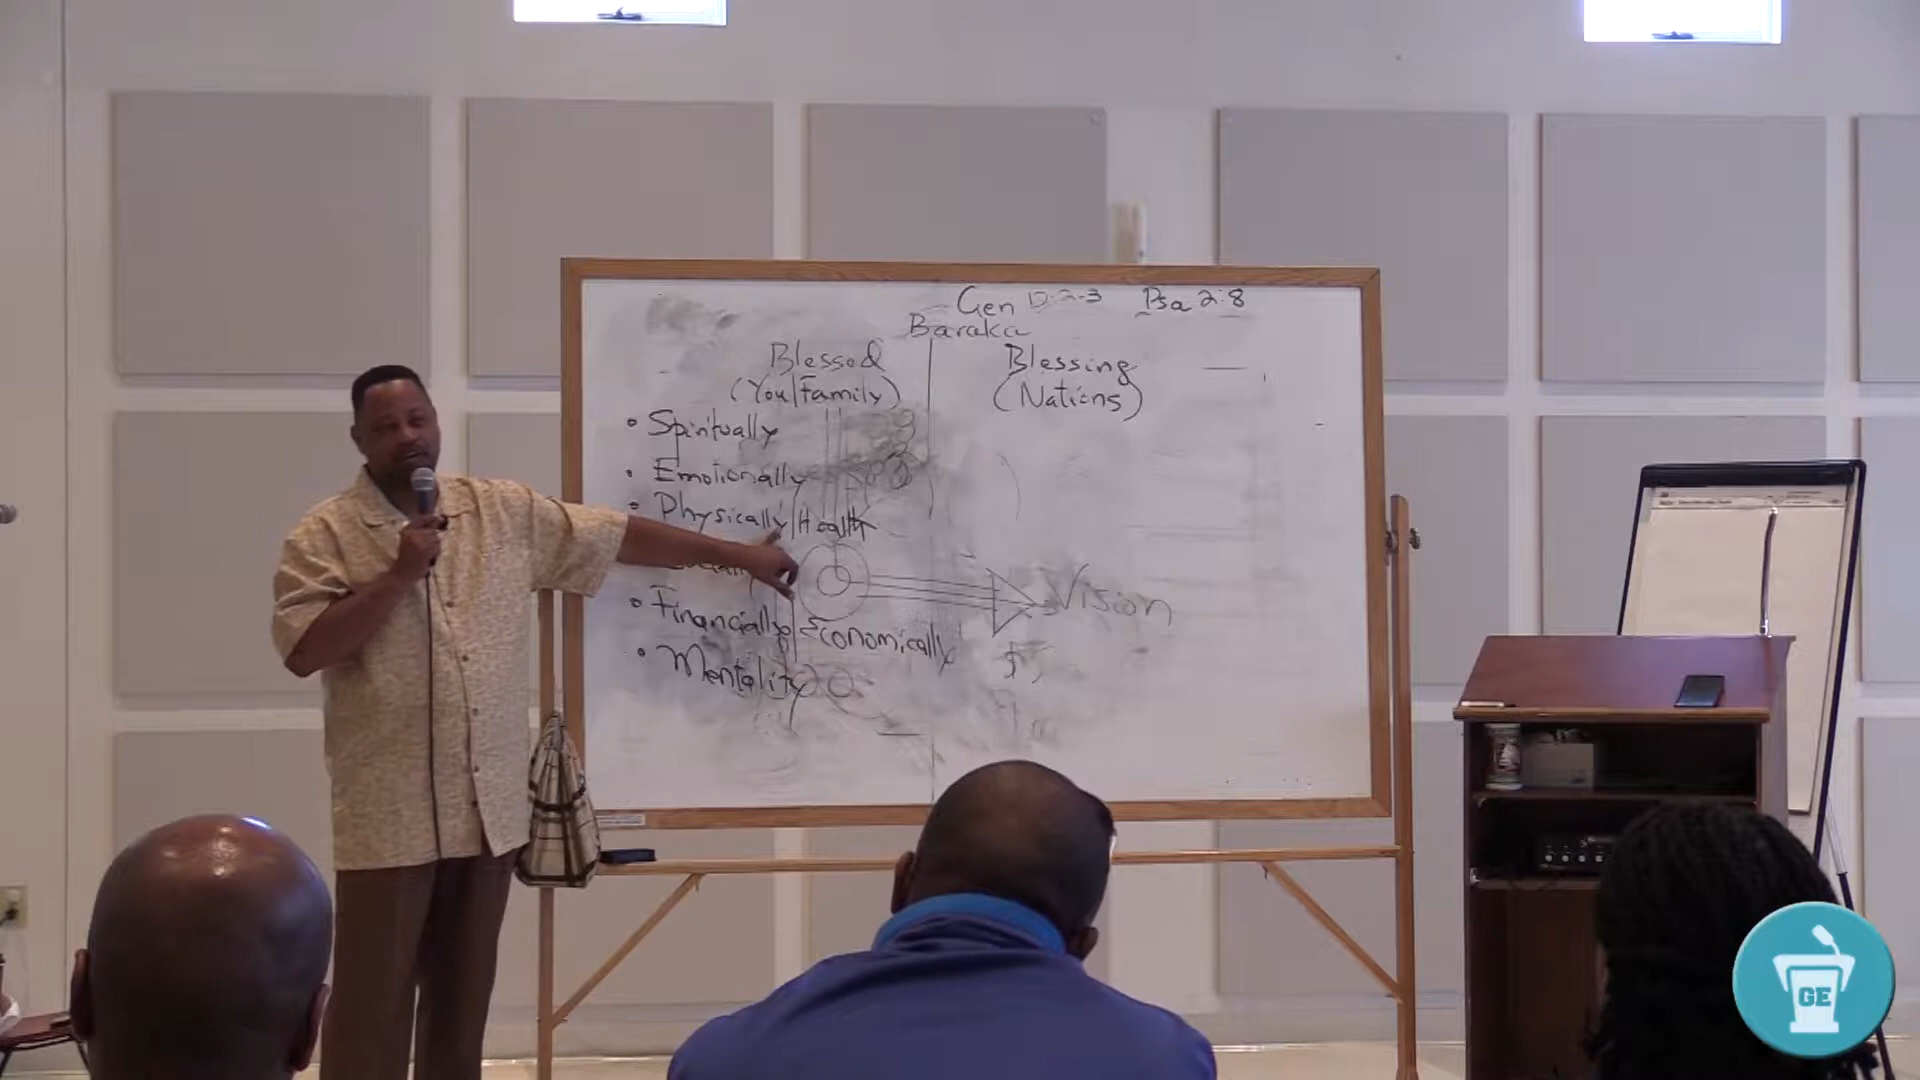 Gen 12:2-3 Psa 2:8
Baraka
Blessed
(You/Family)
Blessing
(Nations)
• Spiritually
• Emotionally
• Physically/Health
• Financially & Economically
• Mentality
Vision
GE